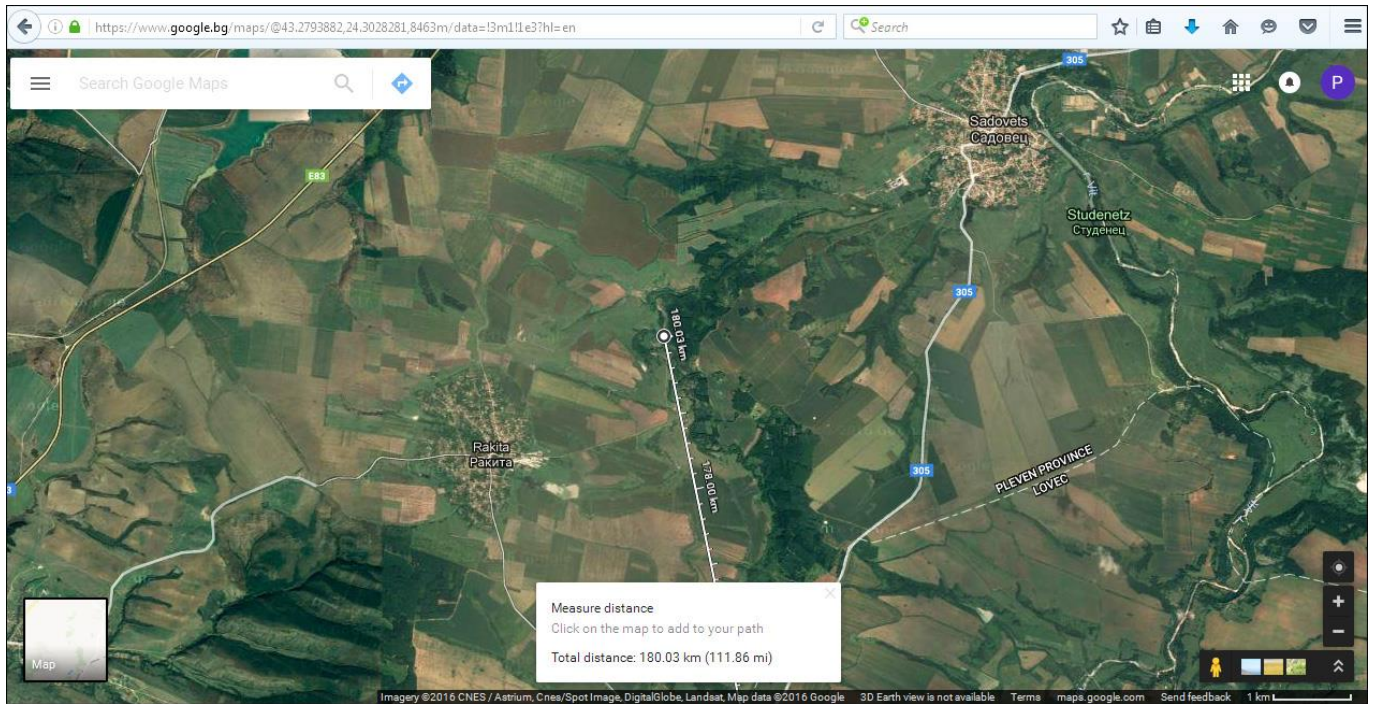 https://www.google.bg/maps/@43.2793882,24.3028281,8463m/data=!3m1!1e3?hl=en
Search
305
Search Google Maps
P
Sadovets
Садовец
E83
Studenetz
Студенец
305
180.03 km
Rakita
Ракита
178.00 km
305
PLEVEN PROVINCE
LOVEC
3
Measure distance
Click on the map to add to your path
Total distance: 180.03 km (111.86 mi)
Map
Imagery ©2016 CNES / Astrium, Cnes/Spot Image, DigitalGlobe, Landsat, Map data ©2016 Google 3D Earth view is not available Terms maps.google.com Send feedback 1 km